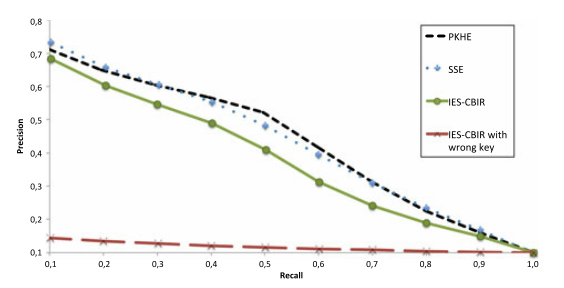 0,8
0,7
0,6
0,5
0,4
0,3
0,2
0,1
Precision
0,1 0,2 0,3 0,4 0,5 0,6 0,7 0,8 0,9 1,0
Recall
PKHE
SSE
IES-CBIR
IES-CBIR with
wrong key